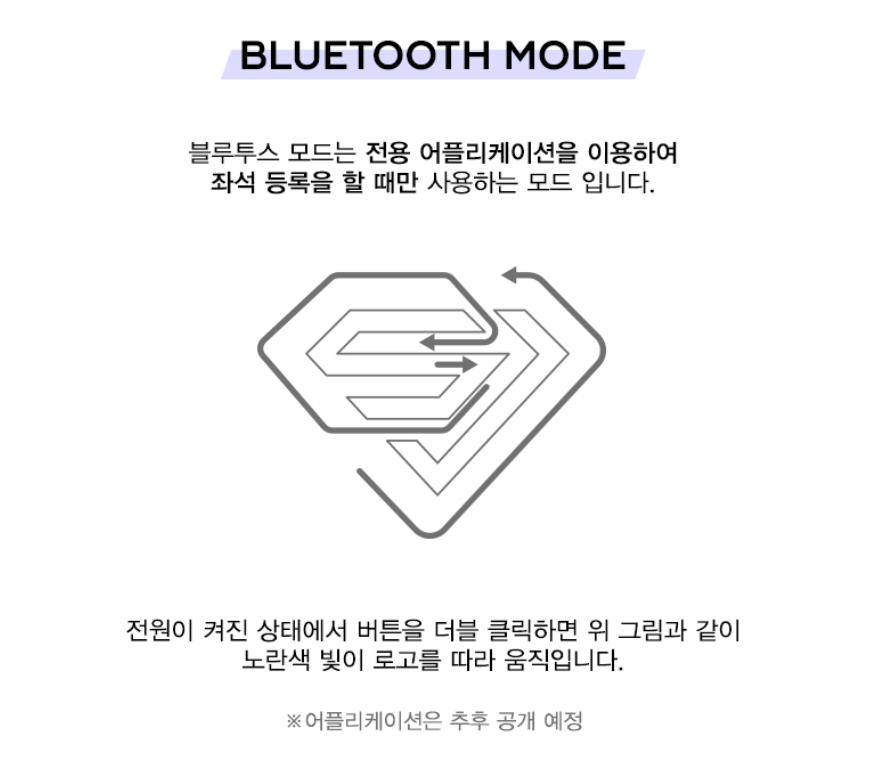 BLUETOOTH MODE
블루투스 모드는 전용 어플리케이션을 이용하여
좌석 등록을 할 때만 사용하는 모드 입니다.
전원이 켜진 상태에서 버튼을 더블 클릭하면 위 그림과 같이
노란색 빛이 로고를 따라 움직입니다.
※어플리케이션은 추후 공개 예정